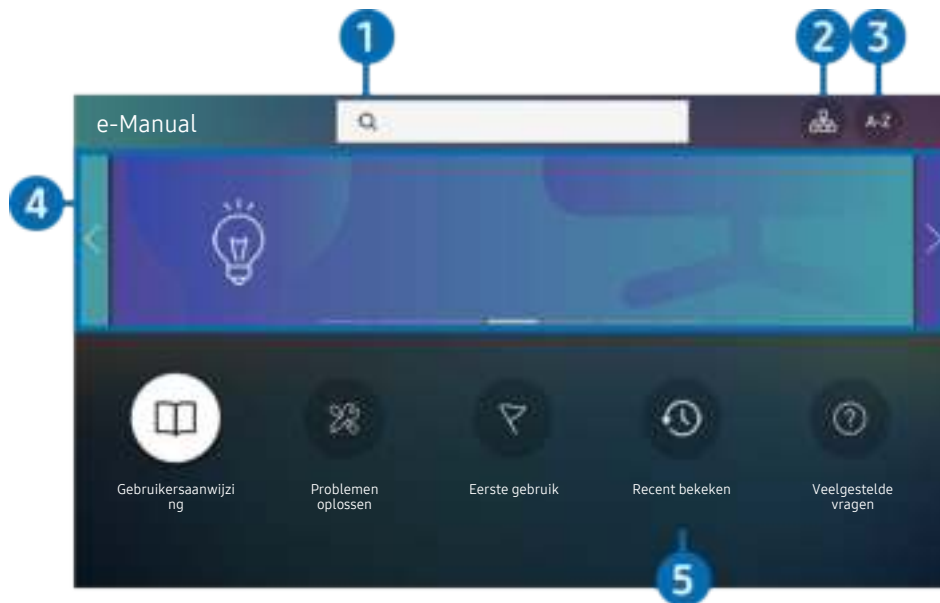 1
2
3
e-Manual
A-Z
4
Gebruikersaanwijzi
ng
Problemen
oplossen
Eerste gebruik
Recent bekeken
Veelgestelde
vragen
5